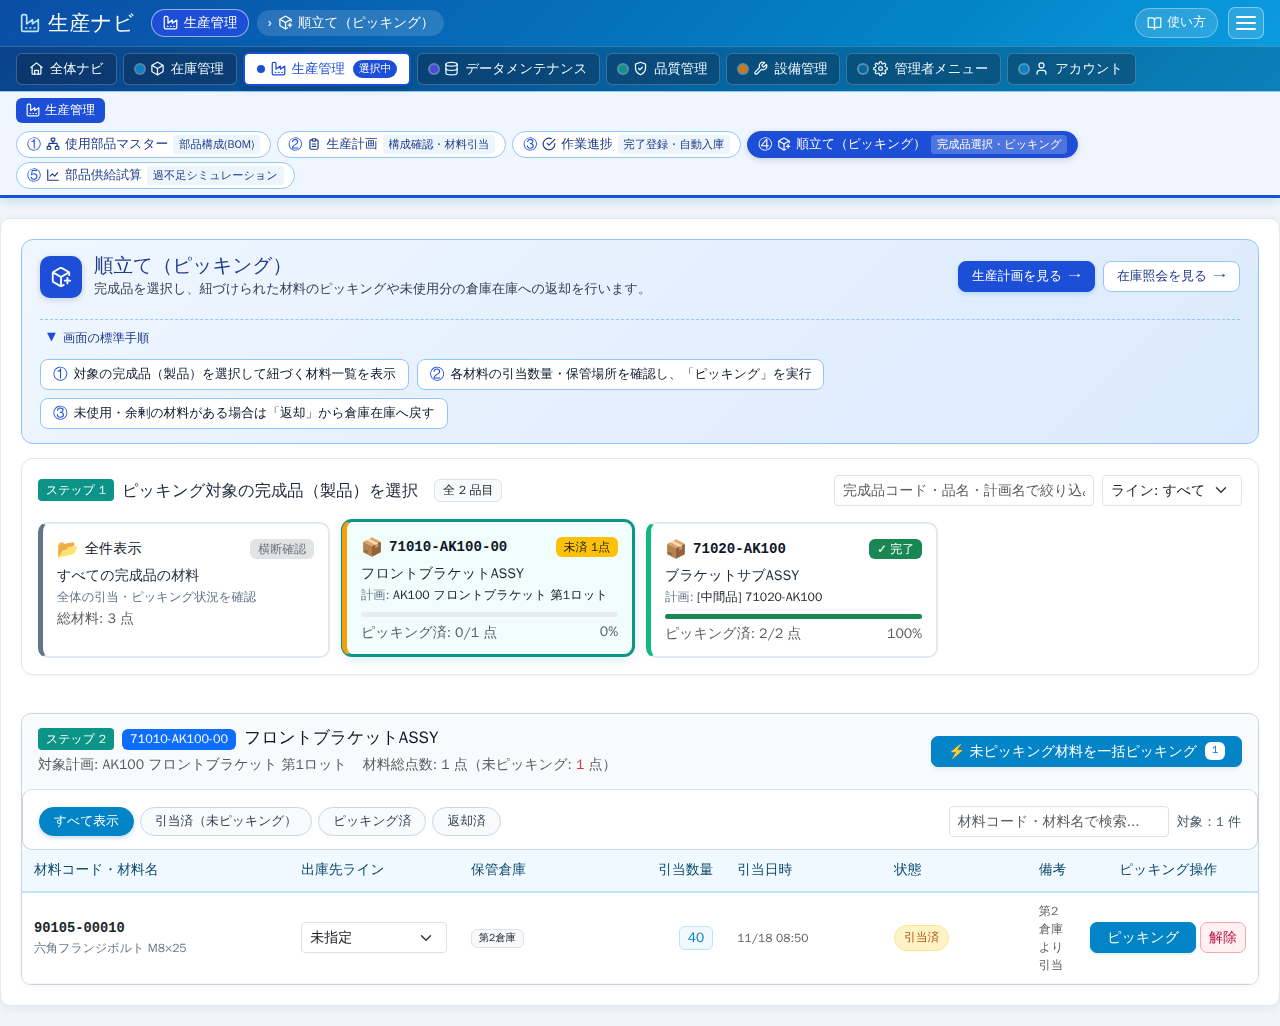 生産ナビ 生産管理 › 順立て（ピッキング） 使い方
全体ナビ 在庫管理 生産管理 選択中 データメンテナンス 品質管理 設備管理 管理者メニュー アカウント
生産管理
① 使用部品マスター 部品構成(BOM) ② 生産計画 構成確認・材料引当 ③ 作業進捗 完了登録・自動入庫 ④ 順立て（ピッキング） 完成品選択・ピッキング
⑤ 部品供給試算 過不足シミュレーション
順立て（ピッキング）
完成品を選択し、紐づけられた材料のピッキングや未使用分の倉庫在庫への返却を行います。
生産計画を見る → 在庫照会を見る →
▼ 画面の標準手順
① 対象の完成品（製品）を選択して紐づく材料一覧を表示 ② 各材料の引当数量・保管場所を確認し、「ピッキング」を実行
③ 未使用・余剰の材料がある場合は「返却」から倉庫在庫へ戻す
ステップ 1 ピッキング対象の完成品（製品）を選択 全 2 品目 完成品コード・品名・計画名で絞り込み ライン: すべて
📂 全件表示 横断確認
すべての完成品の材料
全体の引当・ピッキング状況を確認
総材料: 3 点
📦 71010-AK100-00 未済 1点
フロントブラケットASSY
計画: AK100 フロントブラケット 第1ロット
ピッキング済: 0/1 点 0%
📦 71020-AK100 ✓ 完了
ブラケットサブASSY
計画: [中間品] 71020-AK100
ピッキング済: 2/2 点 100%
ステップ 2 71010-AK100-00 フロントブラケットASSY
対象計画: AK100 フロントブラケット 第1ロット 材料総点数: 1 点（未ピッキング: 1 点）
⚡ 未ピッキング材料を一括ピッキング 1
すべて表示 引当済（未ピッキング） ピッキング済 返却済 材料コード・材料名で検索... 対象：1 件
材料コード・材料名 出庫先ライン 保管倉庫 引当数量 引当日時 状態 備考 ピッキング操作
90105-00010
六角フランジボルト M8×25
未指定 第2倉庫 40 11/18 08:50 引当済
第2
倉庫
より
引当
ピッキング 解除